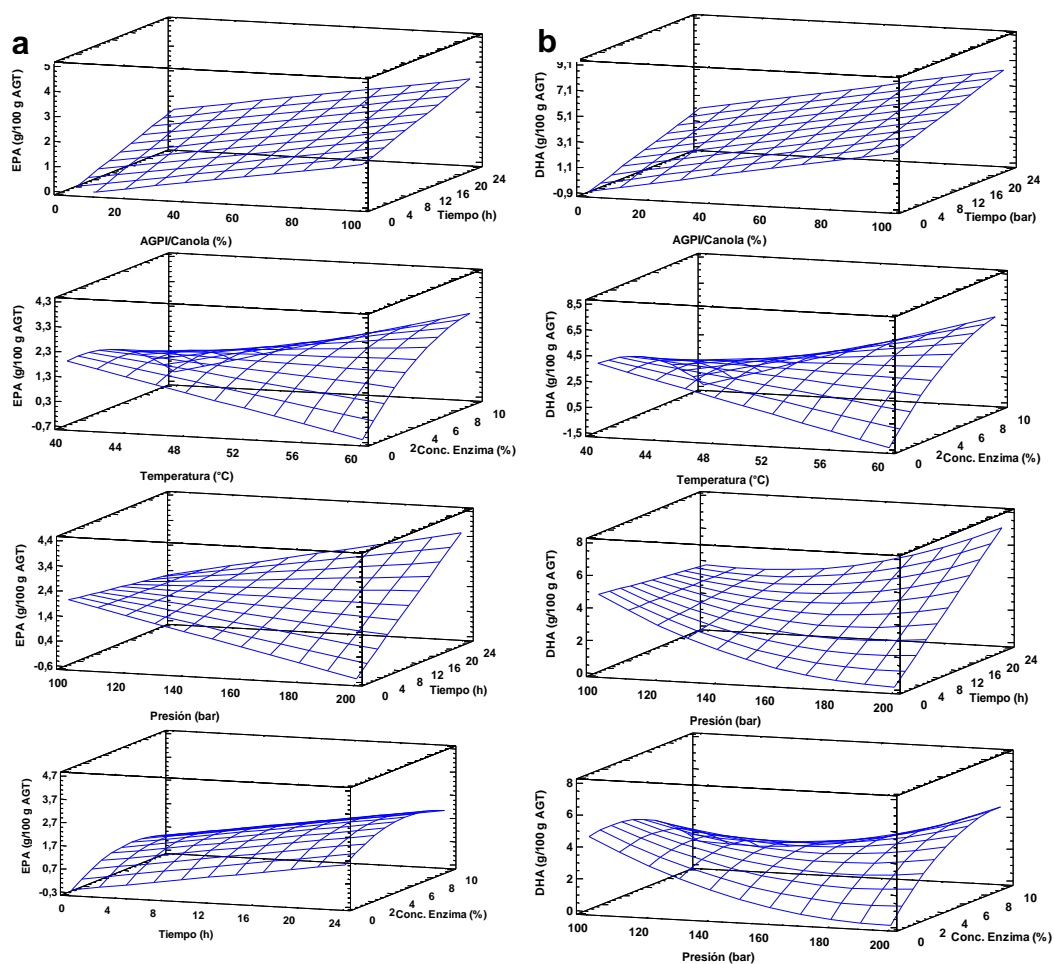 a
EPA (g/100 g AGT)
5
4
3
2
1
0
0 20 40 60 80 100
AGPI/Canola (%)
0 4 8 12 16 20 24
Tiempo (h)
b
DHA (g/100 g AGT)
9,1
7,1
5,1
3,1
1,1
-0,9
0 20 40 60 80 100
AGPI/Canola (%)
0 4 8 12 16 20 24
Tiempo (bar)
EPA (g/100 g AGT)
4,3
3,3
2,3
1,3
0,3
-0,7
40 44 48 52 56 60
Temperatura (°C)
0 2 4 6 8 10
Conc. Enzima (%)
DHA (g/100 g AGT)
8,5
6,5
4,5
2,5
0,5
-1,5
40 44 48 52 56 60
Temperatura (°C)
0 2 4 6 8 10
Conc. Enzima (%)
EPA (g/100 g AGT)
4,4
3,4
2,4
1,4
0,4
-0,6
100 120 140 160 180 200
Presión (bar)
0 4 8 12 16 20 24
Tiempo (h)
DHA (g/100 g AGT)
8
6
4
2
0
100 120 140 160 180 200
Presión (bar)
0 4 8 12 16 20 24
Tiempo (h)
EPA (g/100 g AGT)
4,7
3,7
2,7
1,7
0,7
-0,3
0 4 8 12 16 20 24
Tiempo (h)
0 2 4 6 8 10
Conc. Enzima (%)
DHA (g/100 g AGT)
8
6
4
2
0
100 120 140 160 180 200
Presión (bar)
0 2 4 6 8 10
Conc. Enzima (%)